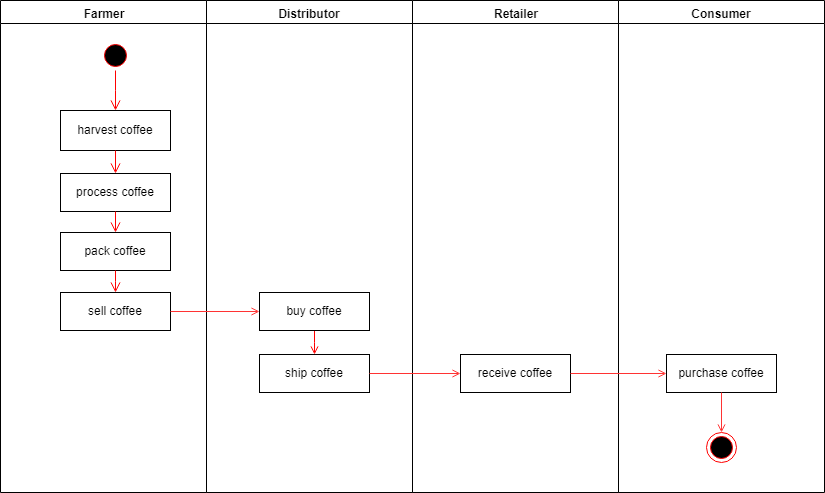 Farmer
Distributor
Retailer
Consumer
harvest coffee
process coffee
pack coffee
sell coffee
buy coffee
ship coffee
receive coffee
purchase coffee